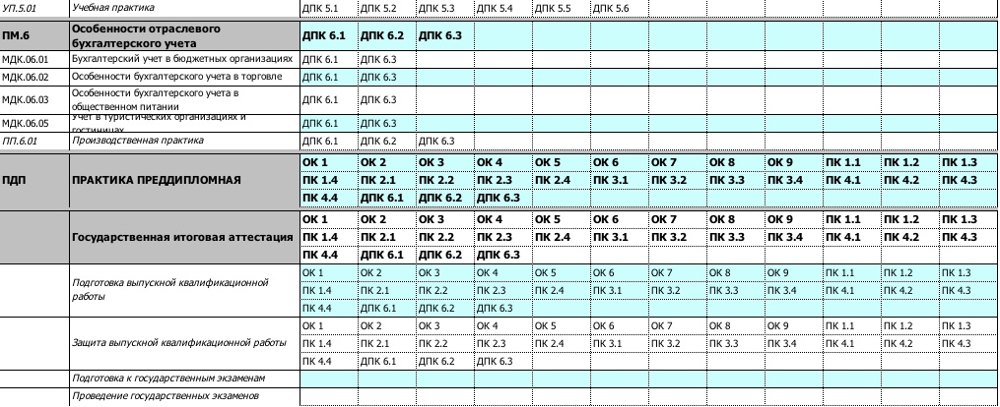 УП.5.01 Учебная практика ДПК 5.1 ДПК 5.2 ДПК 5.3 ДПК 5.4 ДПК 5.5 ДПК 5.6
ПМ.6 Особенности отраслевого бухгалтерского учета ДПК 6.1 ДПК 6.2 ДПК 6.3
МДК.06.01 Бухгалтерский учет в бюджетных организациях ДПК 6.1 ДПК 6.3
МДК.06.02 Особенности бухгалтерского учета в торговле ДПК 6.1 ДПК 6.3
МДК.06.03 Особенности бухгалтерского учета в общественном питании ДПК 6.1 ДПК 6.3
МДК.06.05 Учет в туристических организациях и гостиницах ДПК 6.1 ДПК 6.3
ПП.6.01 Производственная практика ДПК 6.1 ДПК 6.2 ДПК 6.3
ПДП ПРАКТИКА ПРЕДДИПЛОМНАЯ
ОК 1 ОК 2 ОК 3 ОК 4 ОК 5 ОК 6 ОК 7 ОК 8 ОК 9 ПК 1.1 ПК 1.2 ПК 1.3
ПК 1.4 ПК 2.1 ПК 2.2 ПК 2.3 ПК 2.4 ПК 3.1 ПК 3.2 ПК 3.3 ПК 3.4 ПК 4.1 ПК 4.2 ПК 4.3
ПК 4.4 ДПК 6.1 ДПК 6.2 ДПК 6.3
Государственная итоговая аттестация
ОК 1 ОК 2 ОК 3 ОК 4 ОК 5 ОК 6 ОК 7 ОК 8 ОК 9 ПК 1.1 ПК 1.2 ПК 1.3
ПК 1.4 ПК 2.1 ПК 2.2 ПК 2.3 ПК 2.4 ПК 3.1 ПК 3.2 ПК 3.3 ПК 3.4 ПК 4.1 ПК 4.2 ПК 4.3
ПК 4.4 ДПК 6.1 ДПК 6.2 ДПК 6.3
Подготовка выпускной квалификационной работы
ОК 1 ОК 2 ОК 3 ОК 4 ОК 5 ОК 6 ОК 7 ОК 8 ОК 9 ПК 1.1 ПК 1.2 ПК 1.3
ПК 1.4 ПК 2.1 ПК 2.2 ПК 2.3 ПК 2.4 ПК 3.1 ПК 3.2 ПК 3.3 ПК 3.4 ПК 4.1 ПК 4.2 ПК 4.3
ПК 4.4 ДПК 6.1 ДПК 6.2 ДПК 6.3
Защита выпускной квалификационной работы
ОК 1 ОК 2 ОК 3 ОК 4 ОК 5 ОК 6 ОК 7 ОК 8 ОК 9 ПК 1.1 ПК 1.2 ПК 1.3
ПК 1.4 ПК 2.1 ПК 2.2 ПК 2.3 ПК 2.4 ПК 3.1 ПК 3.2 ПК 3.3 ПК 3.4 ПК 4.1 ПК 4.2 ПК 4.3
ПК 4.4 ДПК 6.1 ДПК 6.2 ДПК 6.3
Подготовка к государственным экзаменам
Проведение государственных экзаменов